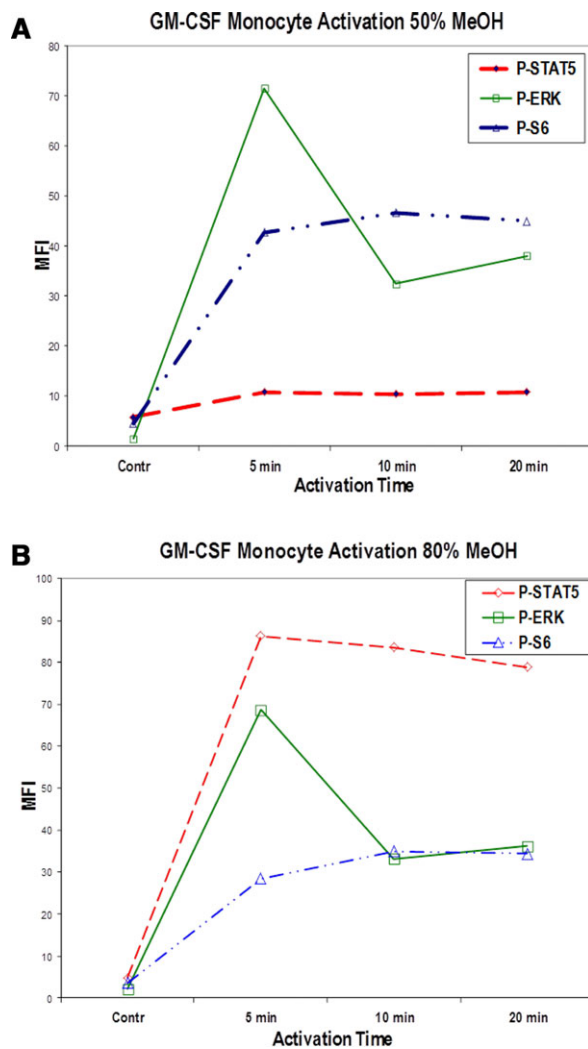 A
GM-CSF Monocyte Activation 50% MeOH
80
70
60
50
40
30
20
10
0
MFI
P-STAT5
P-ERK
P-S6
Contr
5 min
10 min
20 min
Activation Time
B
GM-CSF Monocyte Activation 80% MeOH
100
90
80
70
60
50
40
30
20
10
0
MFI
P-STAT5
P-ERK
P-S6
Contr
5 min
10 min
20 min
Activation Time